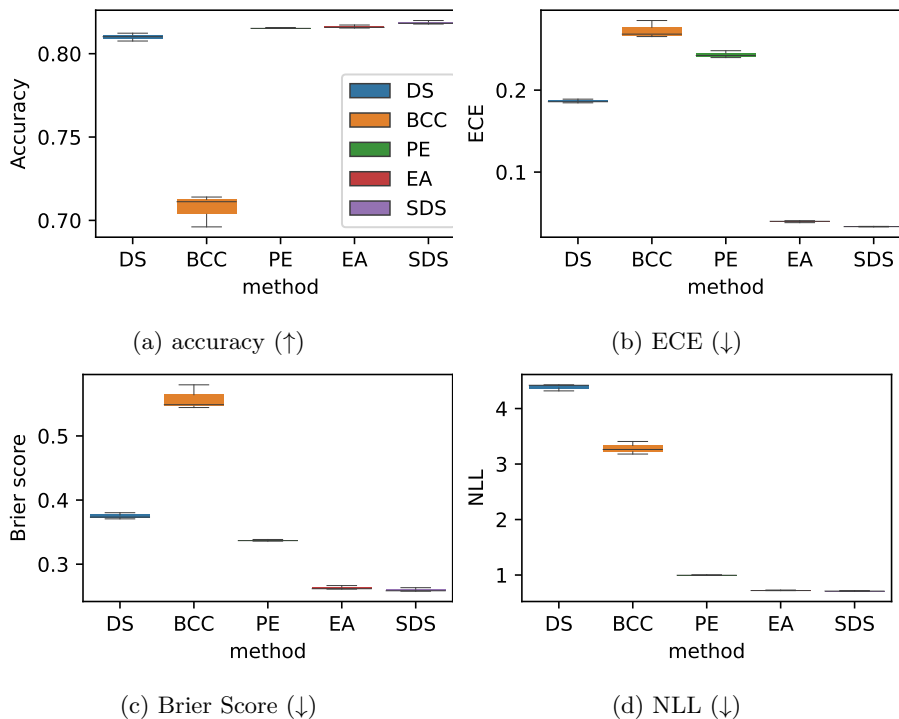 0.80
0.75
0.70
Accuracy
DS
BCC
PE
EA
SDS
DS BCC PE EA SDS
method
(a) accuracy (↑)
0.2
0.1
ECE
DS BCC PE EA SDS
method
(b) ECE (↓)
0.5
0.4
0.3
Brier score
DS BCC PE EA SDS
method
(c) Brier Score (↓)
4
3
2
1
NLL
DS BCC PE EA SDS
method
(d) NLL (↓)